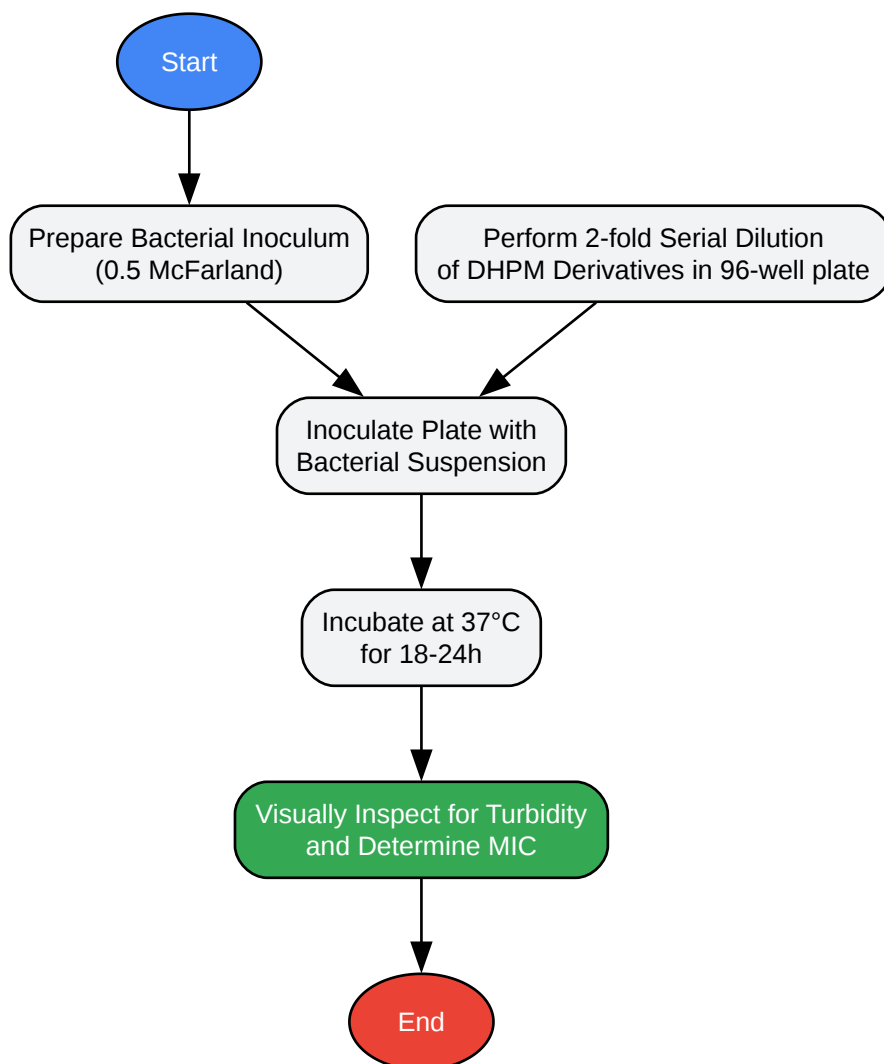 Start
Prepare Bacterial Inoculum
(0.5 McFarland)
Perform 2-fold Serial Dilution
of DHPM Derivatives in 96-well plate
Inoculate Plate with
Bacterial Suspension
Incubate at 37°C
for 18-24h
Visually Inspect for Turbidity
and Determine MIC
End